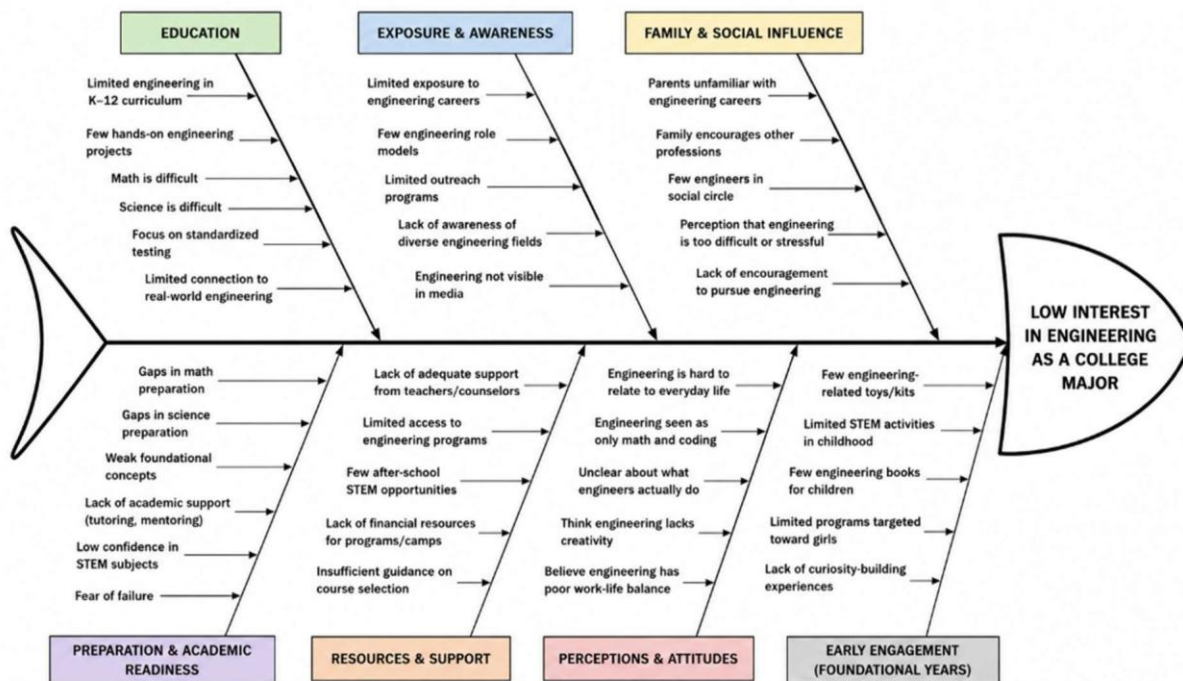 EDUCATION
EXPOSURE & AWARENESS
FAMILY & SOCIAL INFLUENCE
Limited engineering in
K–12 curriculum
Few hands-on engineering
projects
Math is difficult
Science is difficult
Focus on standardized
testing
Limited connection to
real-world engineering
Limited exposure to
engineering careers
Few engineering role
models
Limited outreach
programs
Lack of awareness of
diverse engineering fields
Engineering not visible
in media
Parents unfamiliar with
engineering careers
Family encourages other
professions
Few engineers in
social circle
Perception that engineering
is too difficult or stressful
Lack of encouragement
to pursue engineering
LOW INTEREST
IN ENGINEERING
AS A COLLEGE
MAJOR
Gaps in math
preparation
Gaps in science
preparation
Weak foundational
concepts
Lack of academic support
(tutoring, mentoring)
Low confidence in
STEM subjects
Fear of failure
Lack of adequate support
from teachers/counselors
Limited access to
engineering programs
Few after-school
STEM opportunities
Lack of financial resources
for programs/camps
Insufficient guidance on
course selection
Engineering is hard to
relate to everyday life
Engineering seen as
only math and coding
Unclear about what
engineers actually do
Think engineering lacks
creativity
Believe engineering has
poor work-life balance
Few engineering-
related toys/kits
Limited STEM activities
in childhood
Few engineering books
for children
Limited programs targeted
toward girls
Lack of curiosity-building
experiences
PREPARATION & ACADEMIC
READINESS
RESOURCES & SUPPORT
PERCEPTIONS & ATTITUDES
EARLY ENGAGEMENT
(FOUNDATIONAL YEARS)